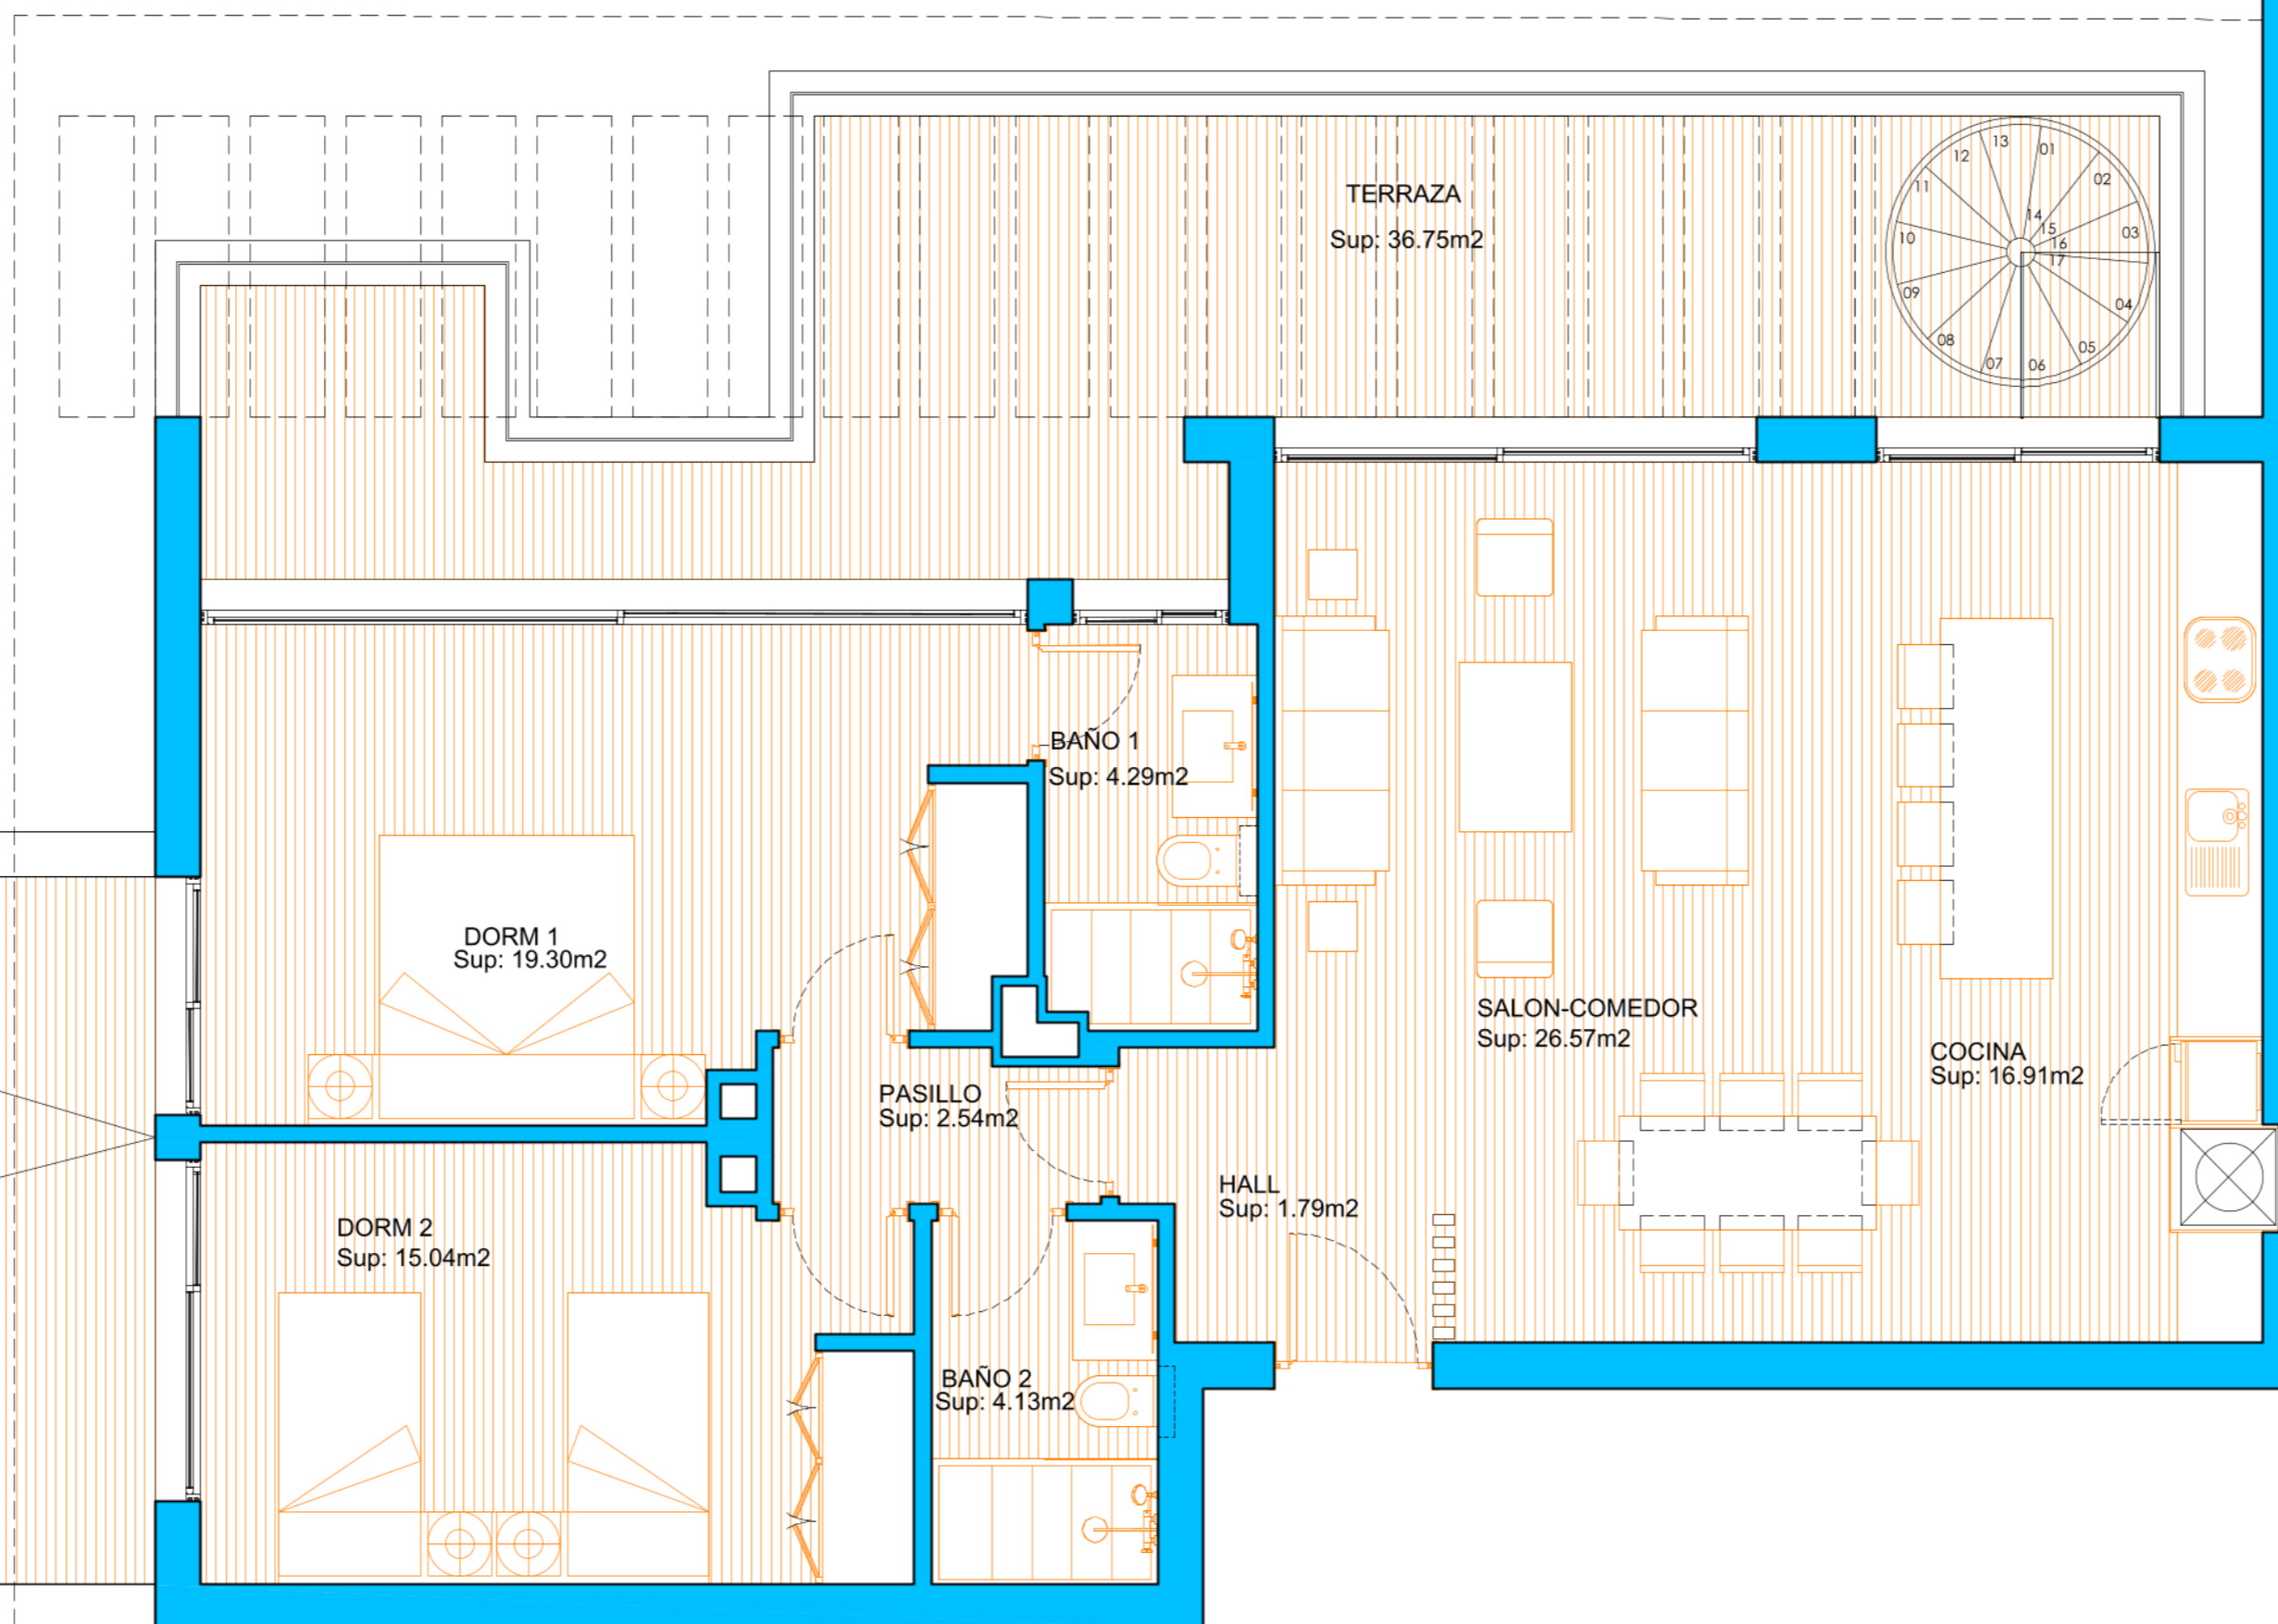 TERRAZA
Sup: 36.75m2
13
01
12
02
11
14
15
03
10
16
17
09
04
08
05
07
06
BAÑO 1
Sup: 4.29m2
DORM 1
Sup: 19.30m2
SALON-COMEDOR
Sup: 26.57m2
COCINA
Sup: 16.91m2
PASILLO
Sup: 2.54m2
HALL
Sup: 1.79m2
DORM 2
Sup: 15.04m2
BAÑO 2
Sup: 4.13m2